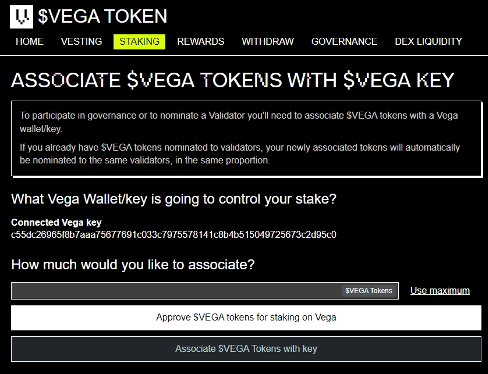 $VEGA TOKEN
HOME VESTING STAKING REWARDS WITHDRAW GOVERNANCE DEX LIQUIDITY
ASSOCIATE $VEGA TOKENS WITH $VEGA KEY
To participate in governance or to nominate a Validator you'll need to associate $VEGA tokens with a Vega
wallet/key.
If you already have $VEGA tokens nominated to validators, your newly associated tokens will automatically
be nominated to the same validators, in the same proportion.
What Vega Wallet/key is going to control your stake?
Connected Vega key
c55dc26965f8b7aaa75677691c033c7975578141c8b4b515049725673c2d95c0
How much would you like to associate?
$VEGA Tokens Use maximum
Approve $VEGA tokens for staking on Vega
Associate $VEGA Tokens with key